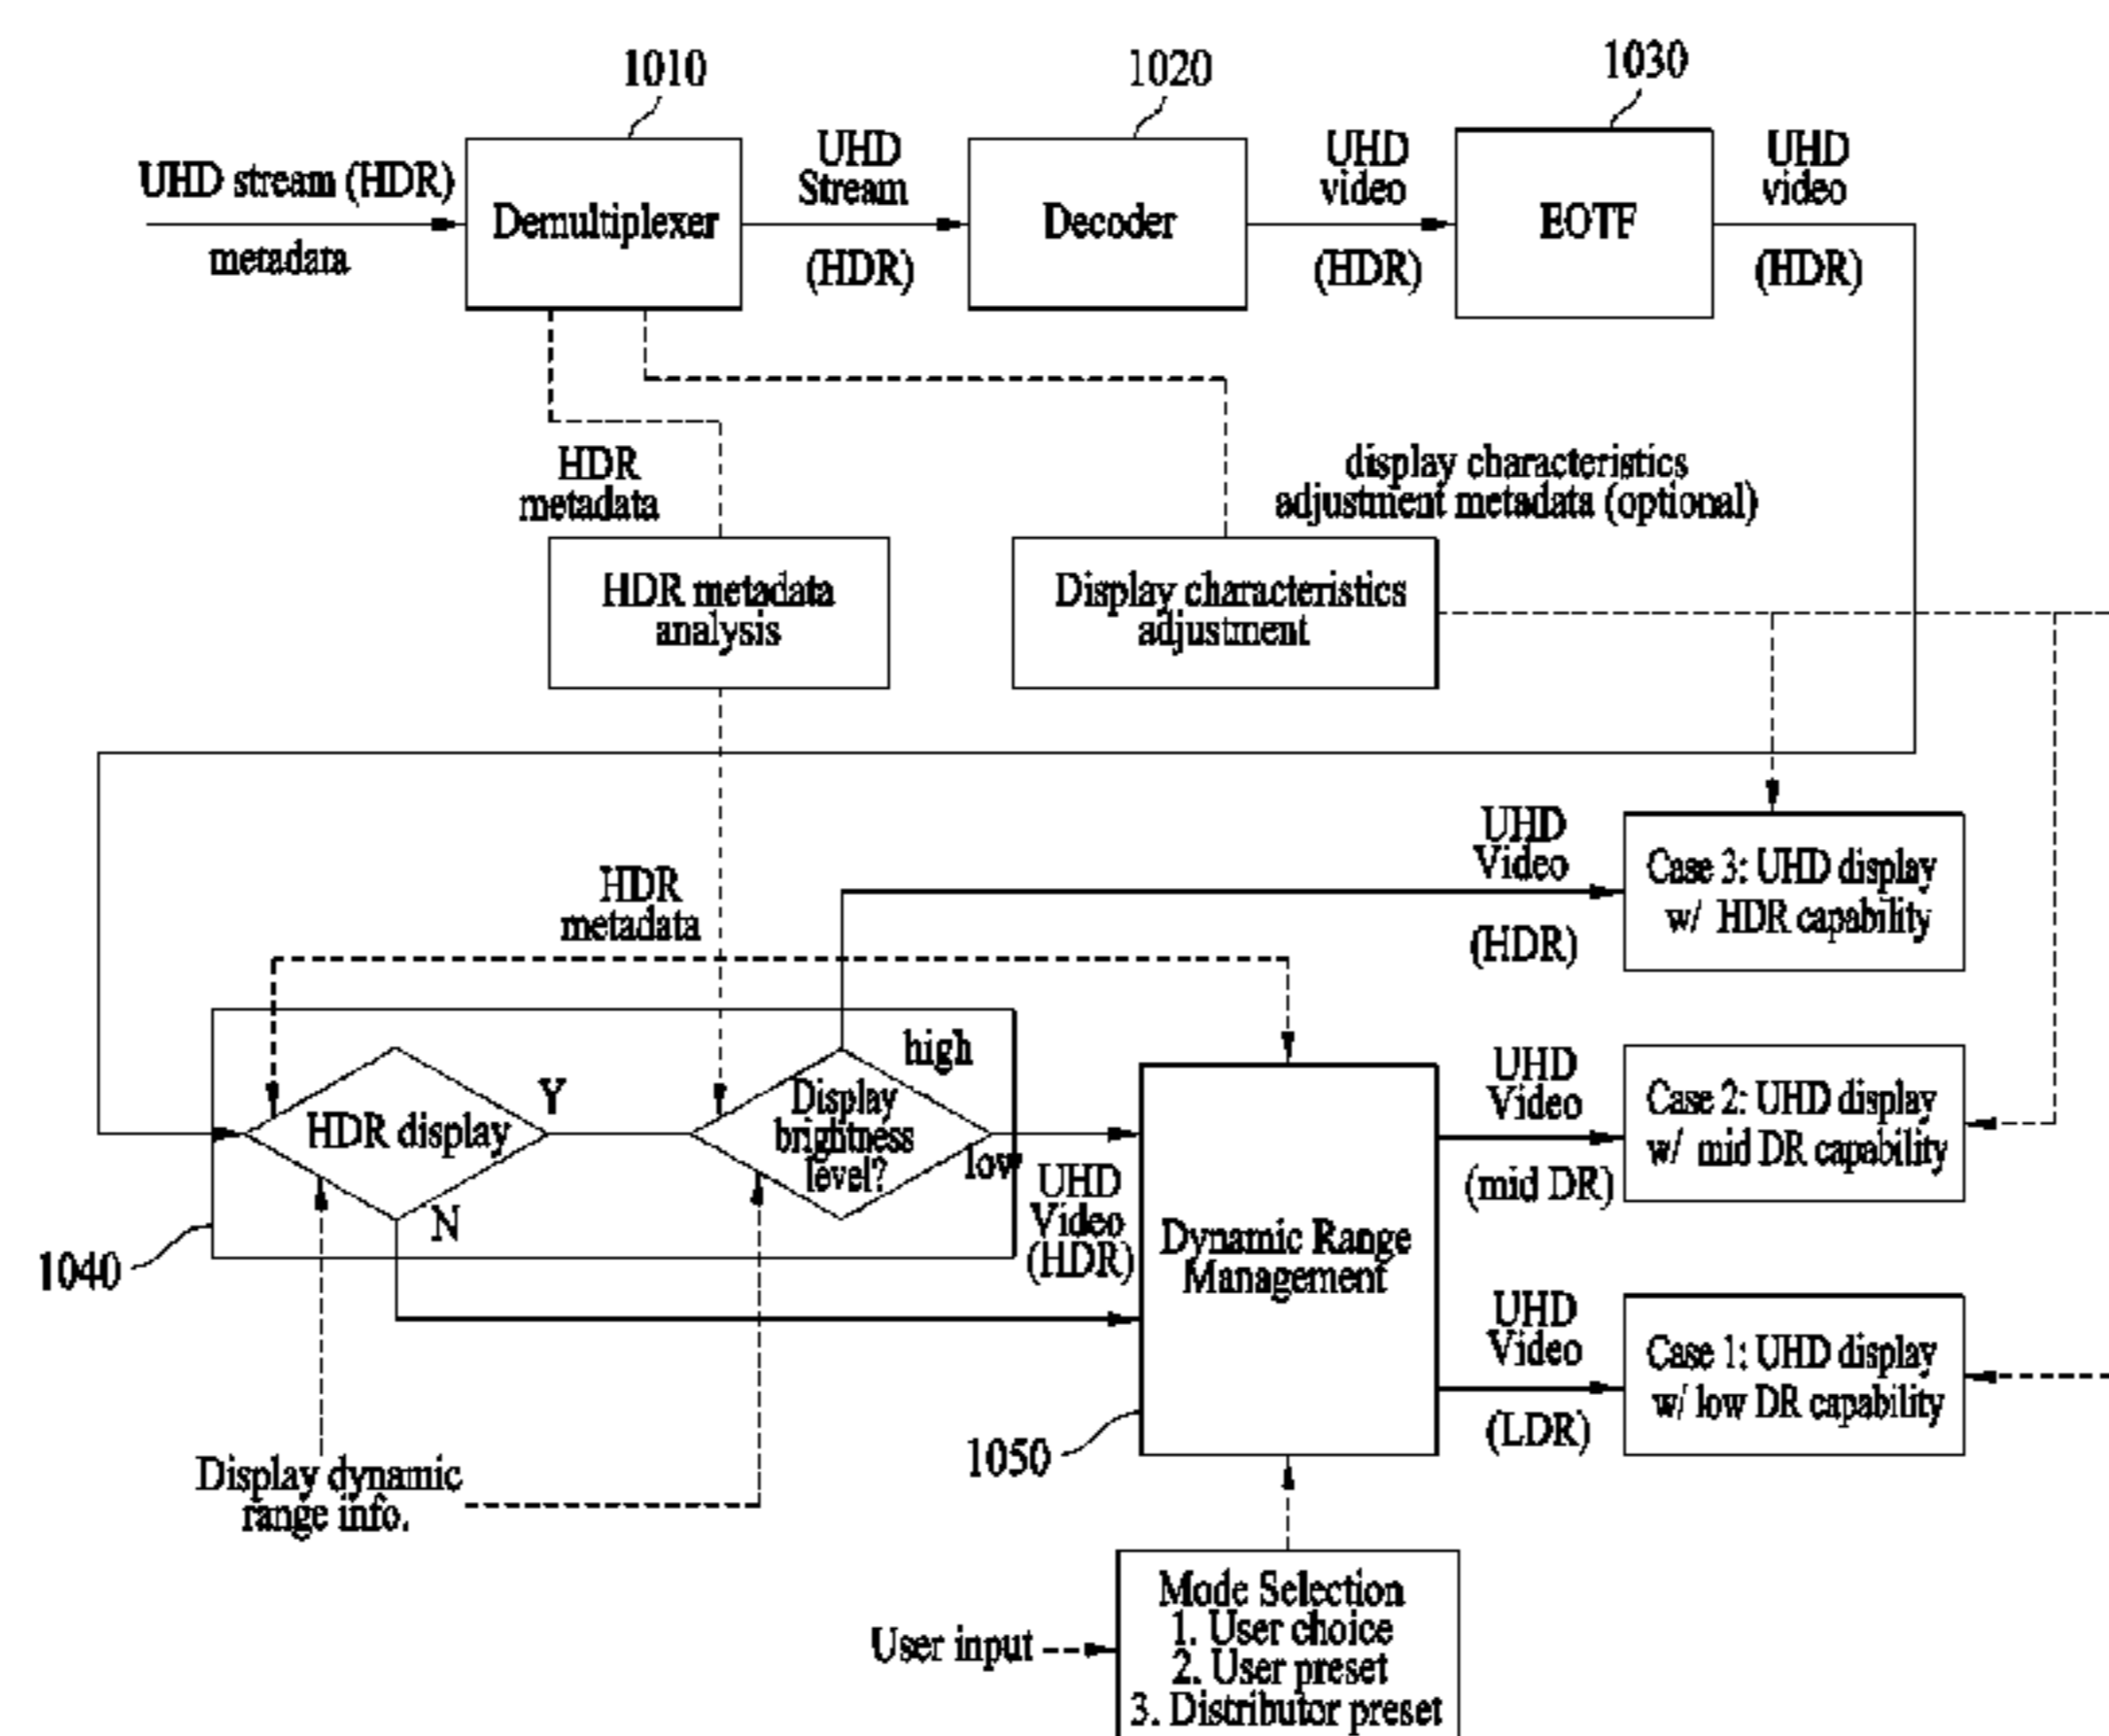 1010
1020
1030
UHD stream (HDR)
metadata
Demultiplexer
UHD
Stream
(HDR)
Decoder
UHD
video
(HDR)
EOTF
UHD
video
(HDR)
HDR
metadata
display characteristics
adjustment metadata (optional)
HDR metadata
analysis
Display characteristics
adjustment
HDR
metadata
UHD
Video
(HDR)
Case 3: UHD display
w/ HDR capability
high
HDR display
Y
N
Display
brightness
level?
low
UHD
Video
(HDR)
1040
Dynamic Range
Management
1050
UHD
Video
(mid DR)
Case 2: UHD display
w/ mid DR capability
UHD
Video
(LDR)
Case 1: UHD display
w/ low DR capability
Display dynamic
range info.
User input
Mode Selection
1. User choice
2. User preset
3. Distributor preset